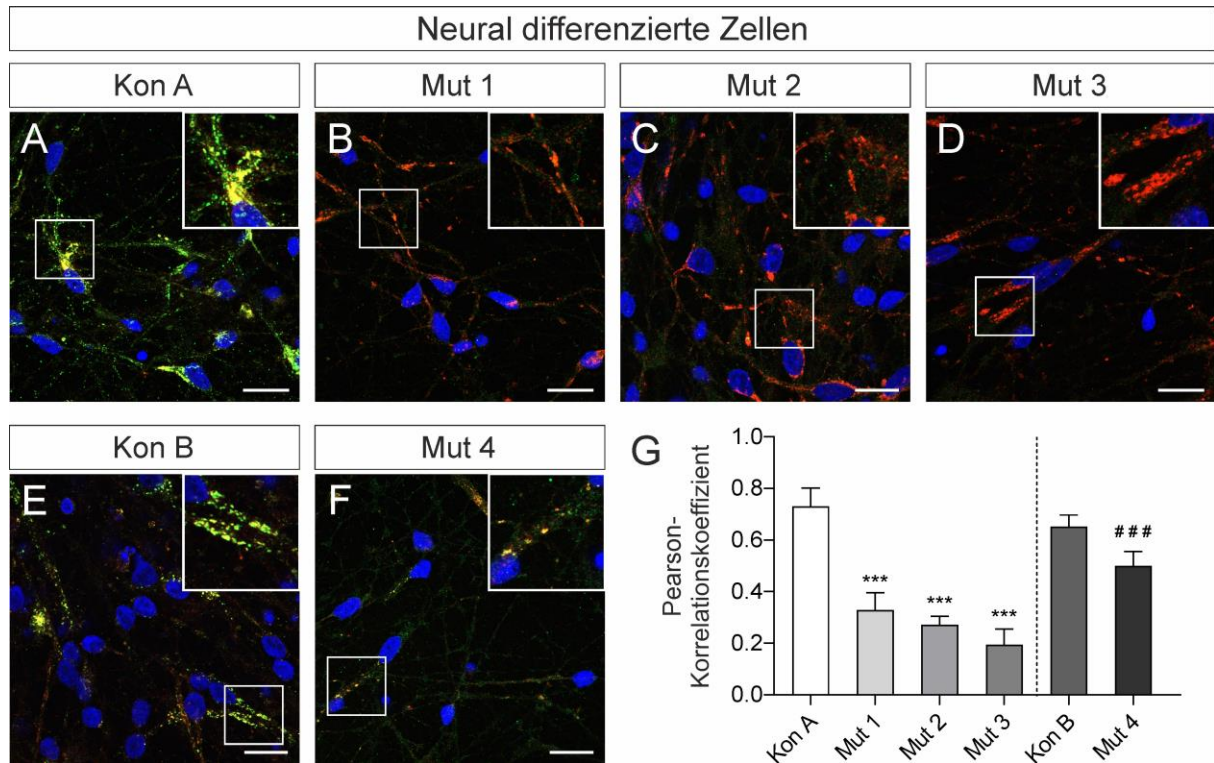 Neural differenzierte Zellen
Kon A
Mut 1
Mut 2
Mut 3
A
B
C
D
Kon B
Mut 4
E
F
G
Pearson-
Korrelationskoeffizient
1.0
0.8
0.6
0.4
0.2
0.0
***
***
***
###
Kon A
Mut 1
Mut 2
Mut 3
Kon B
Mut 4